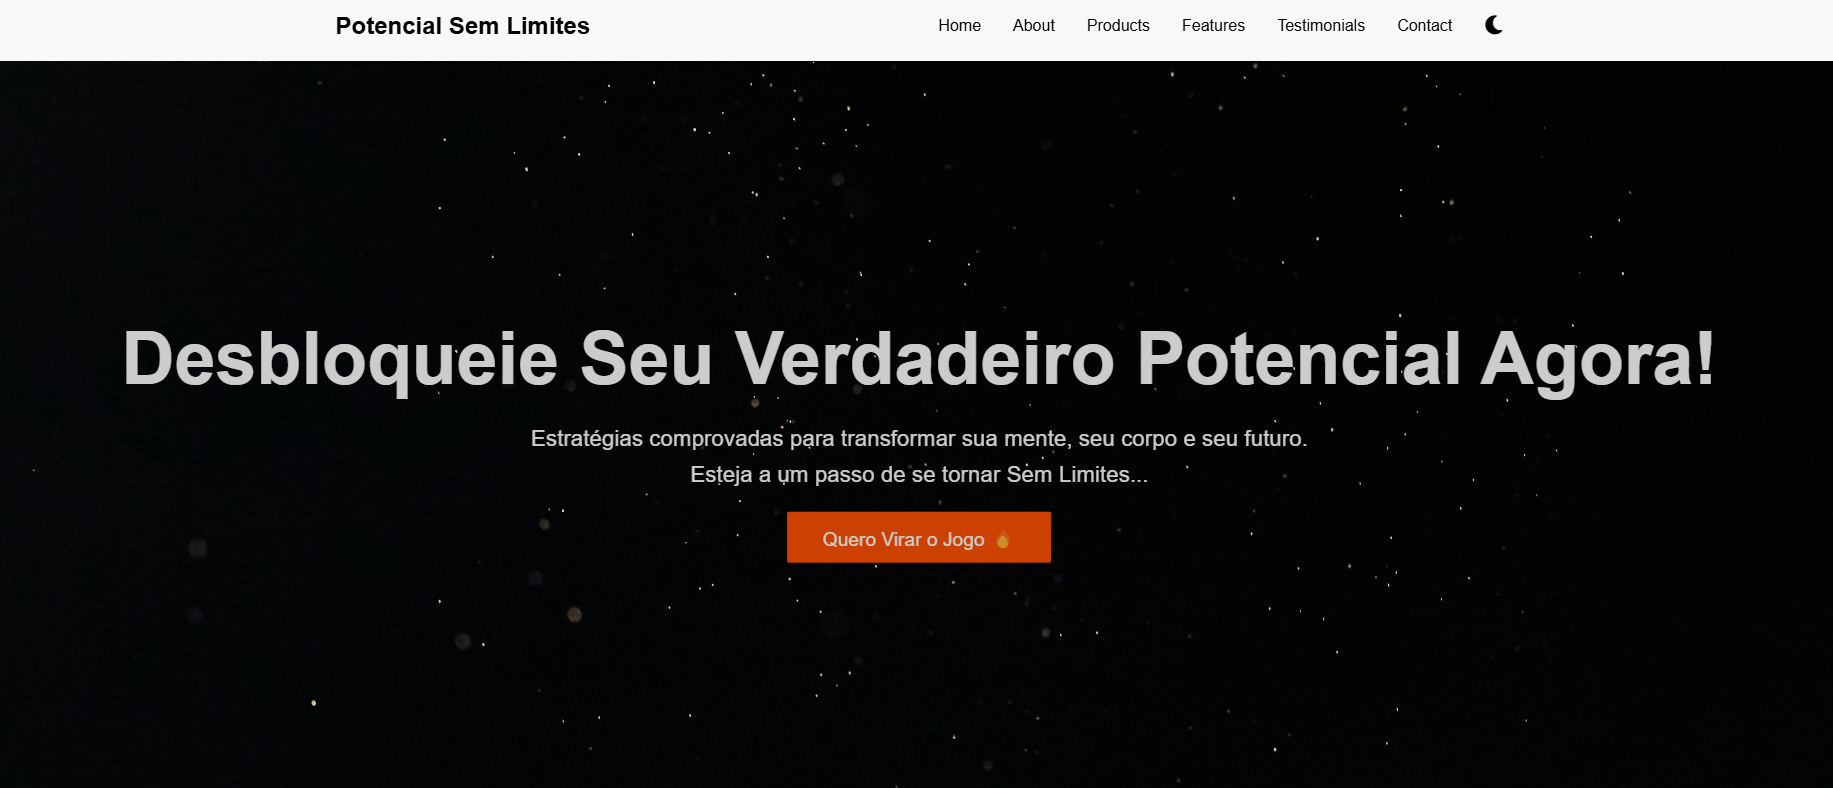 Potencial Sem Limites
Home About Products Features Testimonials Contact
Desbloqueie Seu Verdadeiro Potencial Agora!
Estratégias comprovadas para transformar sua mente, seu corpo e seu futuro.
Esteja a um passo de se tornar Sem Limites...
Quero Virar o Jogo 🔥